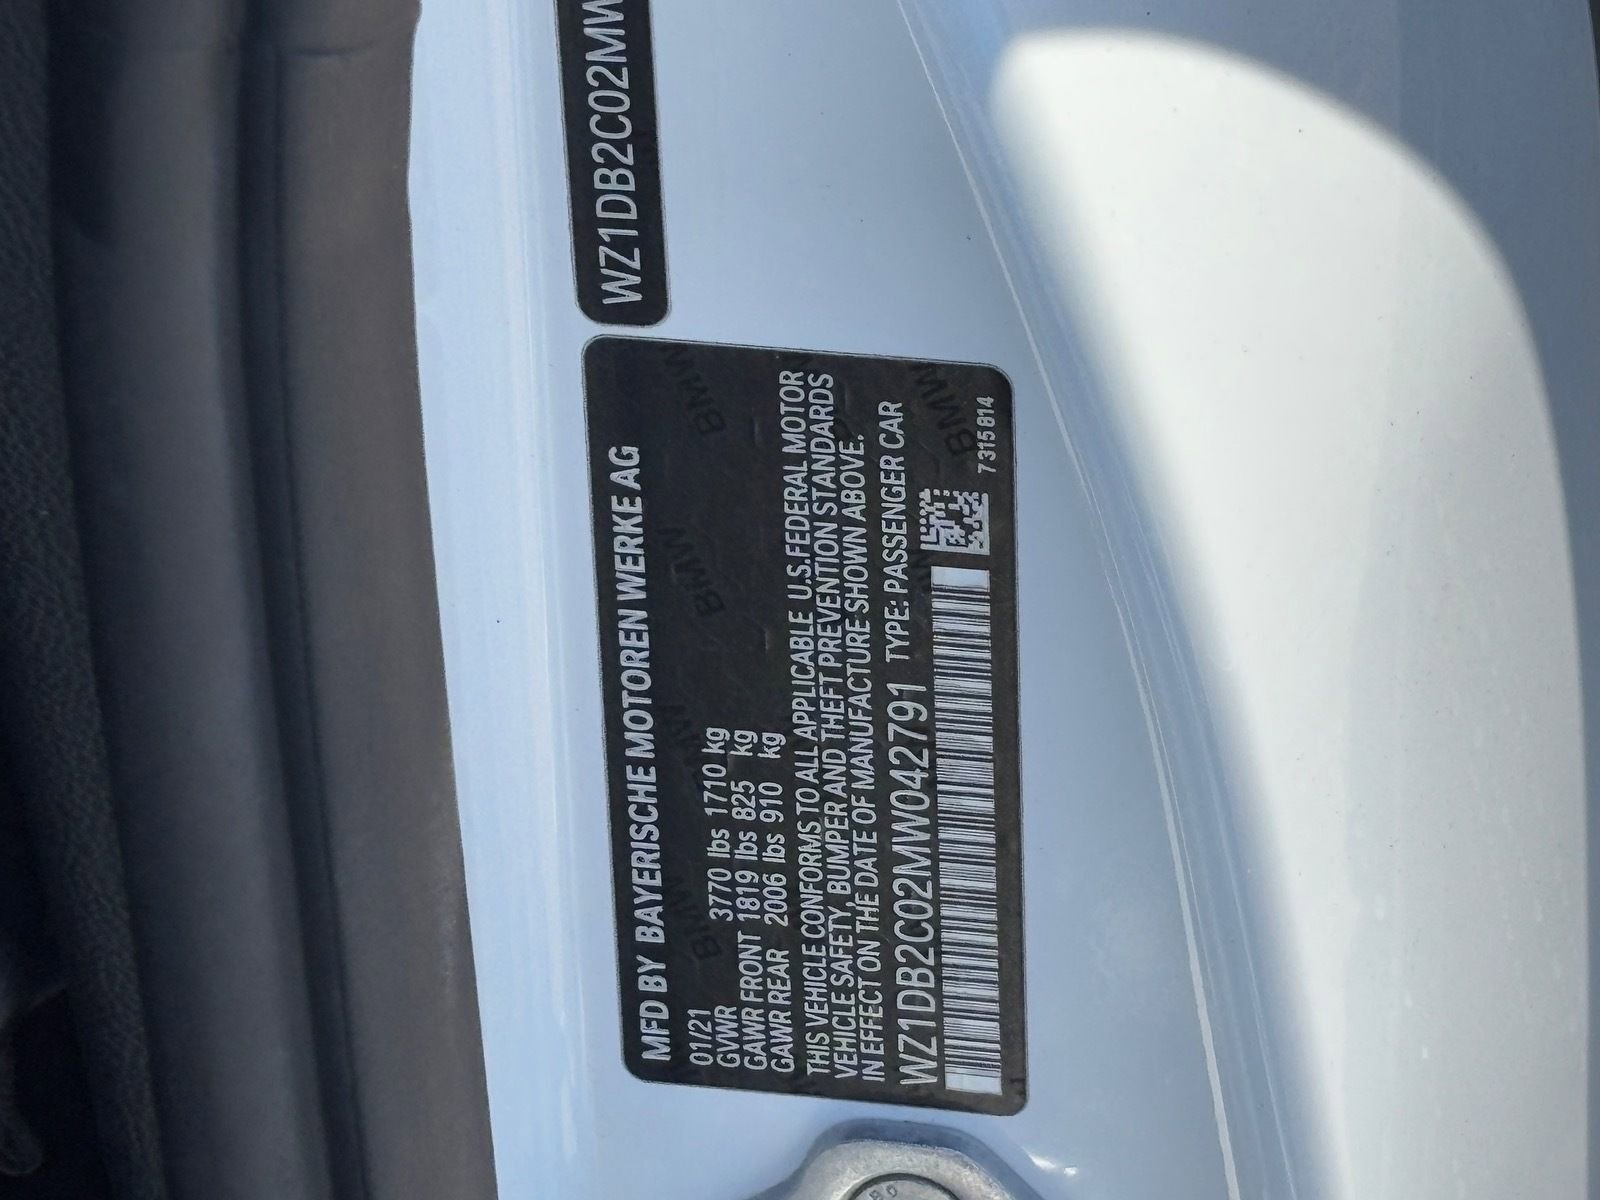 MFD BY BAYERISCHE MOTOREN WERKE AG
01/21
GVWR 3770 lbs 1710 kg
GAWR FRONT 1819 lbs 825 kg
GAWR REAR 2006 lbs 910 kg
THIS VEHICLE CONFORMS TO ALL APPLICABLE U.S.FEDERAL MOTOR
VEHICLE SAFETY, BUMPER AND THEFT PREVENTION STANDARDS
IN EFFECT ON THE DATE OF MANUFACTURE SHOWN ABOVE.
WZ1DB2C02MW042791 TYPE: PASSENGER CAR
7315814
WZ1DB2C02MW